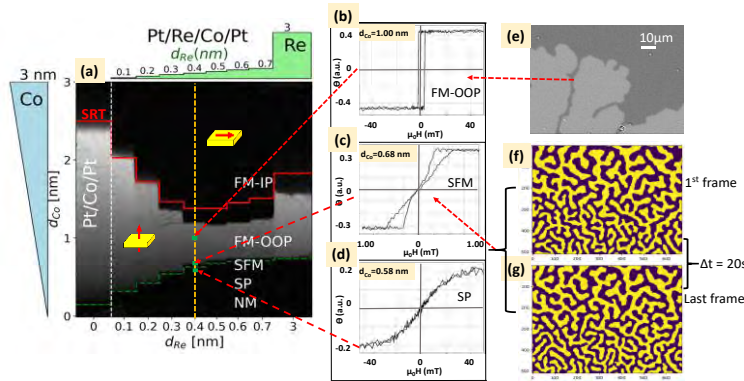 Pt/Re/Co/Pt
d_Re(nm)
0.1 0.2 0.3 0.4 0.5 0.6 0.7
3
Re
3 nm
Co
(a)
SRT
Pt/Co/Pt
FM-IP
FM-OOP
SFM
SP
NM
d_Co [nm]
3
2
1
0
0 0.1 0.2 0.3 0.4 0.5 0.6 0.7 3
d_Re [nm]
(b)
d_Co=1.00 nm
0.4
0
-0.4
Θ (a.u.)
FM-OOP
-40 0 40
μ₀H (mT)
(c)
d_Co=0.68 nm
0.3
0
-0.3
Θ (a.u.)
SFM
1.00 0 1.00
μ₀H (mT)
(d)
d_Co=0.58 nm
0.2
0
-0.2
Θ (a.u.)
SP
-40 0 40
μ₀H (mT)
(e)
10μm
(f)
1st frame
(g)
Δt = 20s
Last frame